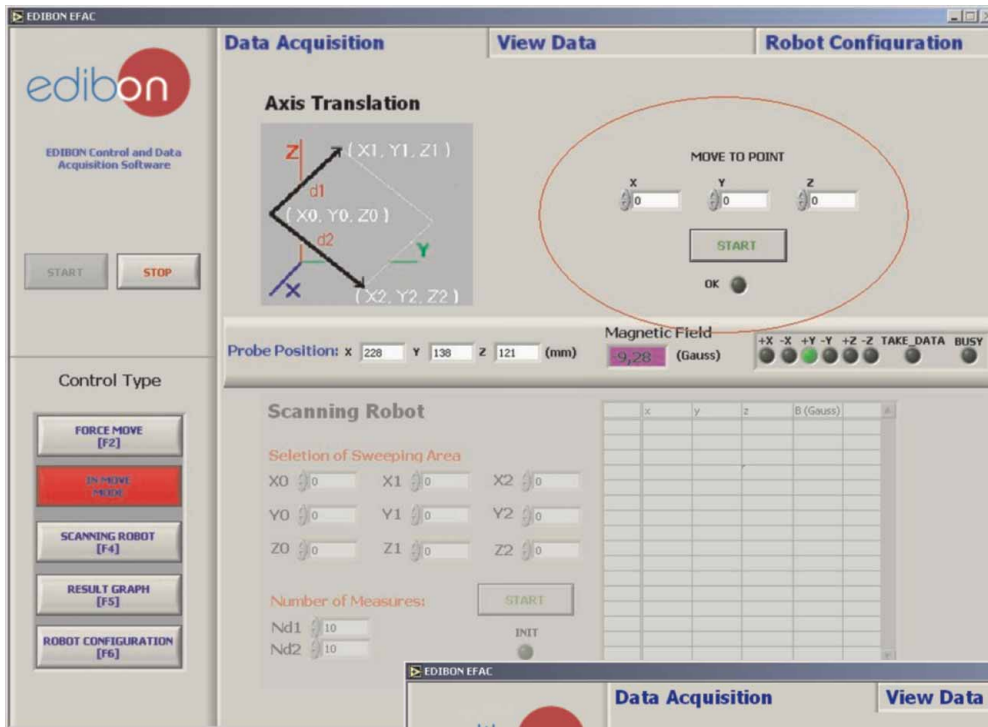 EDIBON EFAC
edibon
EDIBON Control and Data
Acquisition Software
START STOP
Control Type
FORCE MOVE
[F2]
IN MOVE
MODE
SCANNING ROBOT
[F4]
RESULT GRAPH
[F5]
ROBOT CONFIGURATION
[F6]
Data Acquisition View Data Robot Configuration
Axis Translation
Z (X1, Y1, Z1)
d1
(X0, Y0, Z0)
d2
Y
X (X2, Y2, Z2)
MOVE TO POINT
X Y Z
0 0 0
START
OK
Probe Position: X 228 Y 138 Z 121 (mm)
Magnetic Field
-9,28 (Gauss)
+X -X +Y -Y +Z -Z TAKE_DATA BUSY
Scanning Robot
Seletion of Sweeping Area
X0 0 X1 0 X2 0
Y0 0 Y1 0 Y2 0
Z0 0 Z1 0 Z2 0
Number of Measures:
Nd1 10
Nd2 10
START
INIT
x y z B (Gauss)
EDIBON EFAC
Data Acquisition View Data